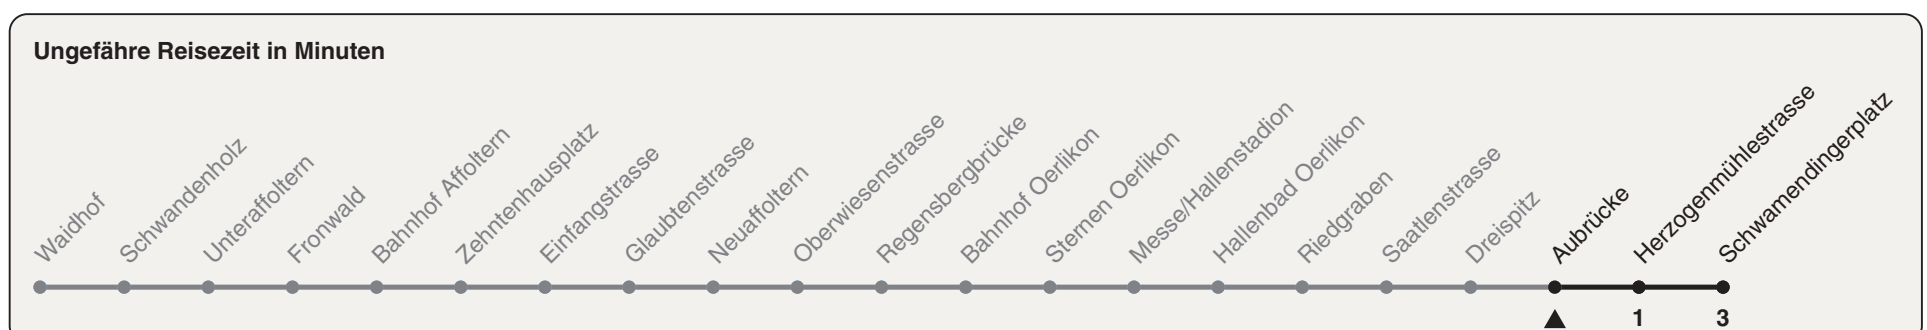 Ungefähre Reisezeit in Minuten
Waidhof
Schwandenholz
Unteraffoltern
Fronwald
Bahnhof Affoltern
Zehntenhausplatz
Einfangstrasse
Glaubtenstrasse
Neuaffoltern
Oberwiesenstrasse
Regensbergbrücke
Bahnhof Oerlikon
Sternen Oerlikon
Messe/Hallenstadion
Hallenbad Oerlikon
Riedgraben
Saatlenstrasse
Dreispitz
Aubrücke
Herzogenmühlestrasse
Schwamendingerplatz
1 3